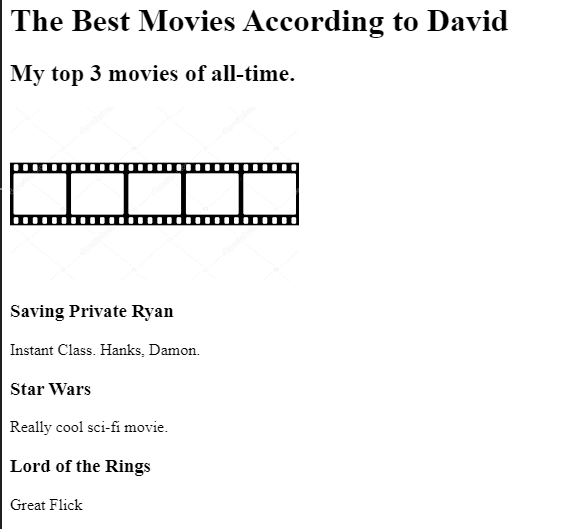 The Best Movies According to David
My top 3 movies of all-time.
Saving Private Ryan
Instant Class. Hanks, Damon.
Star Wars
Really cool sci-fi movie.
Lord of the Rings
Great Flick